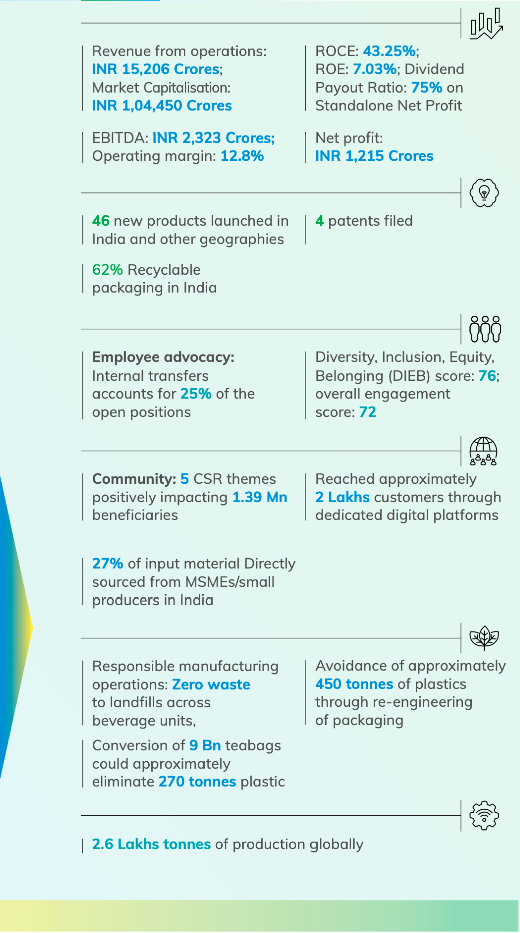 Revenue from operations:
INR 15,206 Crores;
Market Capitalisation:
INR 1,04,450 Crores
ROCE: 43.25%;
ROE: 7.03%; Dividend
Payout Ratio: 75% on
Standalone Net Profit
EBITDA: INR 2,323 Crores;
Operating margin: 12.8%
Net profit:
INR 1,215 Crores
46 new products launched in
India and other geographies
4 patents filed
62% Recyclable
packaging in India
Employee advocacy:
Internal transfers
accounts for 25% of the
open positions
Diversity, Inclusion, Equity,
Belonging (DIEB) score: 76;
overall engagement
score: 72
Community: 5 CSR themes
positively impacting 1.39 Mn
beneficiaries
Reached approximately
2 Lakhs customers through
dedicated digital platforms
27% of input material Directly
sourced from MSMEs/small
producers in India
Responsible manufacturing
operations: Zero waste
to landfills across
beverage units,
Avoidance of approximately
450 tonnes of plastics
through re-engineering
of packaging
Conversion of 9 Bn teabags
could approximately
eliminate 270 tonnes plastic
2.6 Lakhs tonnes of production globally